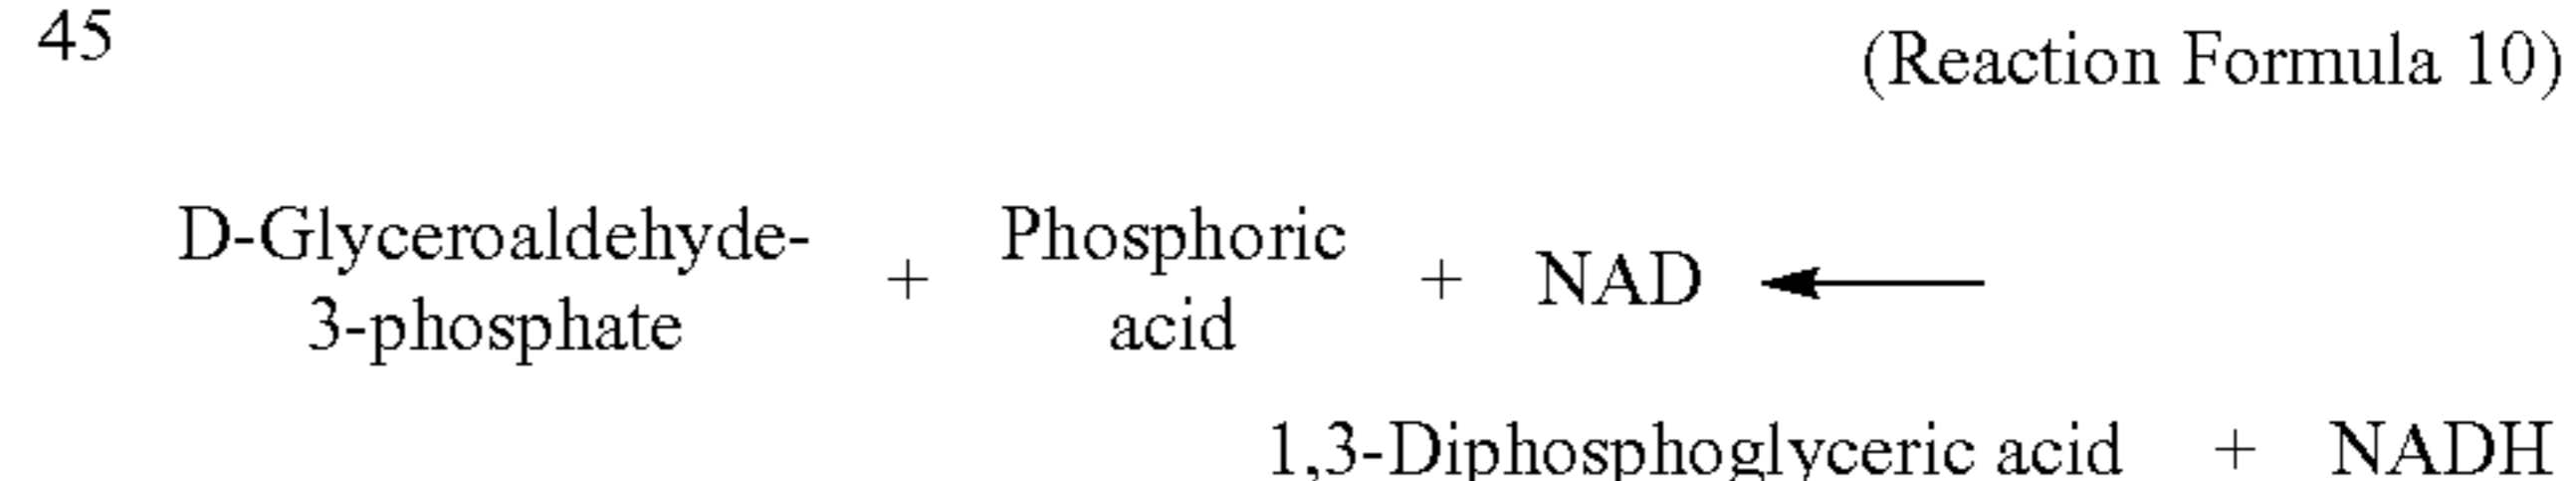 45
(Reaction Formula 10)
D-Glyceroaldehyde-
3-phosphate + Phosphoric
acid + NAD ←
1,3-Diphosphoglyceric acid + NADH